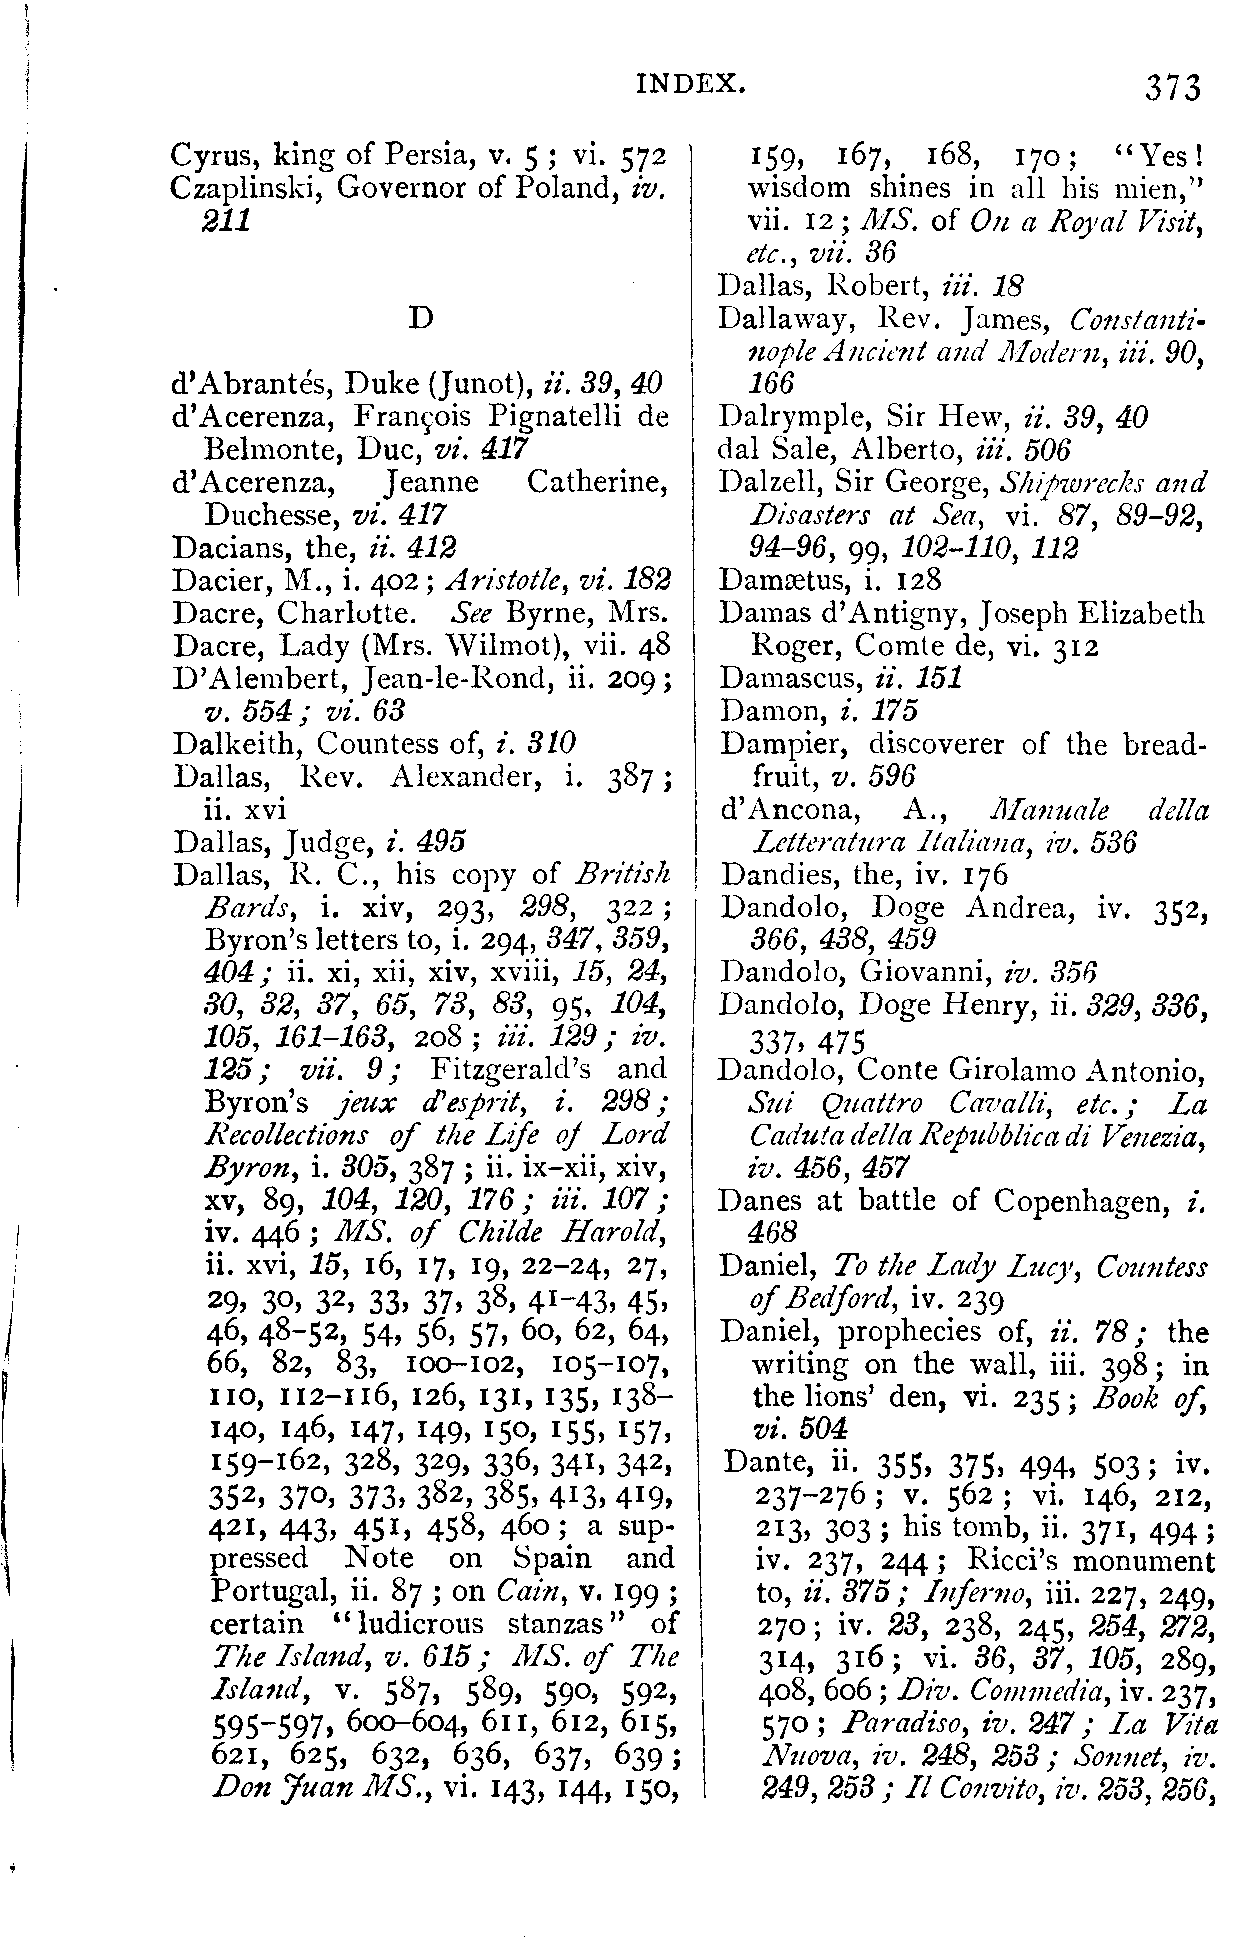 INDEX. 373
Cyrus, king of Persia, v. 5 ; vi. 572
Czaplinski, Governor of Poland, iv.
211
D
d'Abrantés, Duke (Junot), ii. 39, 40
d'Acerenza, François Pignatelli de
Belmonte, Duc, vi. 417
d'Acerenza, Jeanne Catherine,
Duchesse, vi. 417
Dacians, the, ii. 412
Dacier, M., i. 402 ; Aristotle, vi. 182
Dacre, Charlotte. See Byrne, Mrs.
Dacre, Lady (Mrs. Wilmot), vii. 48
D'Alembert, Jean-le-Rond, ii. 209 ;
v. 554 ; vi. 63
Dalkeith, Countess of, i. 310
Dallas, Rev. Alexander, i. 387 ;
ii. xvi
Dallas, Judge, i. 495
Dallas, R. C., his copy of British
Bards, i. xiv, 293, 298, 322 ;
Byron's letters to, i. 294, 347, 359,
404 ; ii. xi, xii, xiv, xviii, 15, 24,
30, 32, 37, 65, 73, 83, 95, 104,
105, 161-163, 208 ; iii. 129 ; iv.
125 ; vii. 9 ; Fitzgerald's and
Byron's jeux d'esprit, i. 298 ;
Recollections of the Life of Lord
Byron, i. 305, 387 ; ii. ix-xii, xiv,
xv, 89, 104, 120, 176 ; iii. 107 ;
iv. 446 ; MS. of Childe Harold,
ii. xvi, 15, 16, 17, 19, 22-24, 27,
29, 30, 32, 33, 37, 38, 41-43, 45,
46, 48-52, 54, 56, 57, 60, 62, 64,
66, 82, 83, 100-102, 105-107,
110, 112-116, 126, 131, 135, 138-
140, 146, 147, 149, 150, 155, 157,
159-162, 328, 329, 336, 341, 342,
352, 370, 373, 382, 385, 413, 419,
421, 443, 451, 458, 460 ; a sup-
pressed Note on Spain and
Portugal, ii. 87 ; on Cain, v. 199 ;
certain "ludicrous stanzas" of
The Island, v. 615 ; MS. of The
Island, v. 587, 589, 590, 592,
595-597, 600-604, 611, 612, 615,
621, 625, 632, 636, 637, 639 ;
Don Juan MS., vi. 143, 144, 150,
159, 167, 168, 170 ; "Yes!
wisdom shines in all his mien,"
vii. 12 ; MS. of On a Royal Visit,
etc., vii. 36
Dallas, Robert, iii. 18
Dallaway, Rev. James, Constanti-
nople Ancient and Modern, iii. 90,
166
Dalrymple, Sir Hew, ii. 39, 40
dal Sale, Alberto, iii. 506
Dalzell, Sir George, Shipwrecks and
Disasters at Sea, vi. 87, 89-92,
94-96, 99, 102-110, 112
Damætus, i. 128
Damas d'Antigny, Joseph Elizabeth
Roger, Comte de, vi. 312
Damascus, ii. 151
Damon, i. 175
Dampier, discoverer of the bread-
fruit, v. 596
d'Ancona, A., Manuale della
Letteratura Italiana, iv. 536
Dandies, the, iv. 176
Dandolo, Doge Andrea, iv. 352,
366, 438, 459
Dandolo, Giovanni, iv. 356
Dandolo, Doge Henry, ii. 329, 336,
337, 475
Dandolo, Conte Girolamo Antonio,
Sui Quattro Cavalli, etc. ; La
Caduta della Repubblica di Venezia,
iv. 456, 457
Danes at battle of Copenhagen, i.
468
Daniel, To the Lady Lucy, Countess
of Bedford, iv. 239
Daniel, prophecies of, ii. 78 ; the
writing on the wall, iii. 398 ; in
the lions' den, vi. 235 ; Book of,
vi. 504
Dante, ii. 355, 375, 494, 503 ; iv.
237-276 ; v. 562 ; vi. 146, 212,
213, 303 ; his tomb, ii. 371, 494 ;
iv. 237, 244 ; Ricci's monument
to, ii. 375 ; Inferno, iii. 227, 249,
270 ; iv. 23, 238, 245, 254, 272,
314, 316 ; vi. 36, 37, 105, 289,
408, 606 ; Div. Commedia, iv. 237,
570 ; Paradiso, iv. 247 ; La Vita
Nuova, iv. 248, 253 ; Sonnet, iv.
249, 253 ; Il Convito, iv. 253, 256,